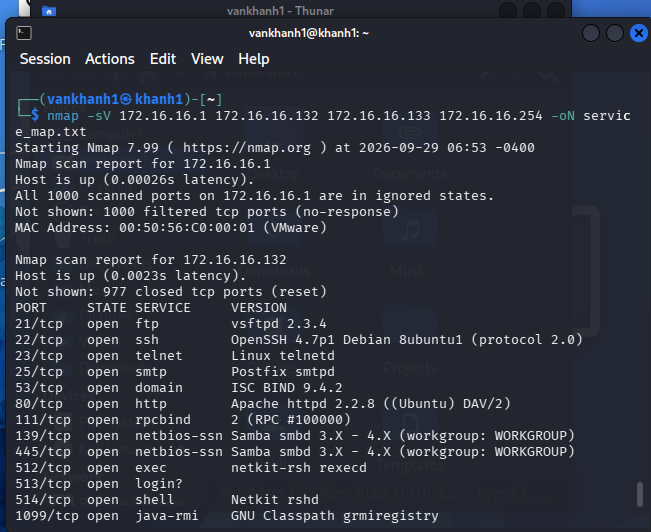 vankhanh1 - Thunar
vankhanh1@khanh1: ~
Session Actions Edit View Help
┌──(vankhanh1㉿khanh1)-[~]
└─$ nmap -sV 172.16.16.1 172.16.16.132 172.16.16.133 172.16.16.254 -oN servic
e_map.txt
Starting Nmap 7.99 ( https://nmap.org ) at 2026-09-29 06:53 -0400
Nmap scan report for 172.16.16.1
Host is up (0.00026s latency).
All 1000 scanned ports on 172.16.16.1 are in ignored states.
Not shown: 1000 filtered tcp ports (no-response)
MAC Address: 00:50:56:C0:00:01 (VMware)
Nmap scan report for 172.16.16.132
Host is up (0.0023s latency).
Not shown: 977 closed tcp ports (reset)
PORT STATE SERVICE VERSION
21/tcp open ftp vsftpd 2.3.4
22/tcp open ssh OpenSSH 4.7p1 Debian 8ubuntu1 (protocol 2.0)
23/tcp open telnet Linux telnetd
25/tcp open smtp Postfix smtpd
53/tcp open domain ISC BIND 9.4.2
80/tcp open http Apache httpd 2.2.8 ((Ubuntu) DAV/2)
111/tcp open rpcbind 2 (RPC #100000)
139/tcp open netbios-ssn Samba smbd 3.X - 4.X (workgroup: WORKGROUP)
445/tcp open netbios-ssn Samba smbd 3.X - 4.X (workgroup: WORKGROUP)
512/tcp open exec netkit-rsh rexecd
513/tcp open login?
514/tcp open shell Netkit rshd
1099/tcp open java-rmi GNU Classpath grmiregistry
Documents
Downloads
Music
Projects
Templates